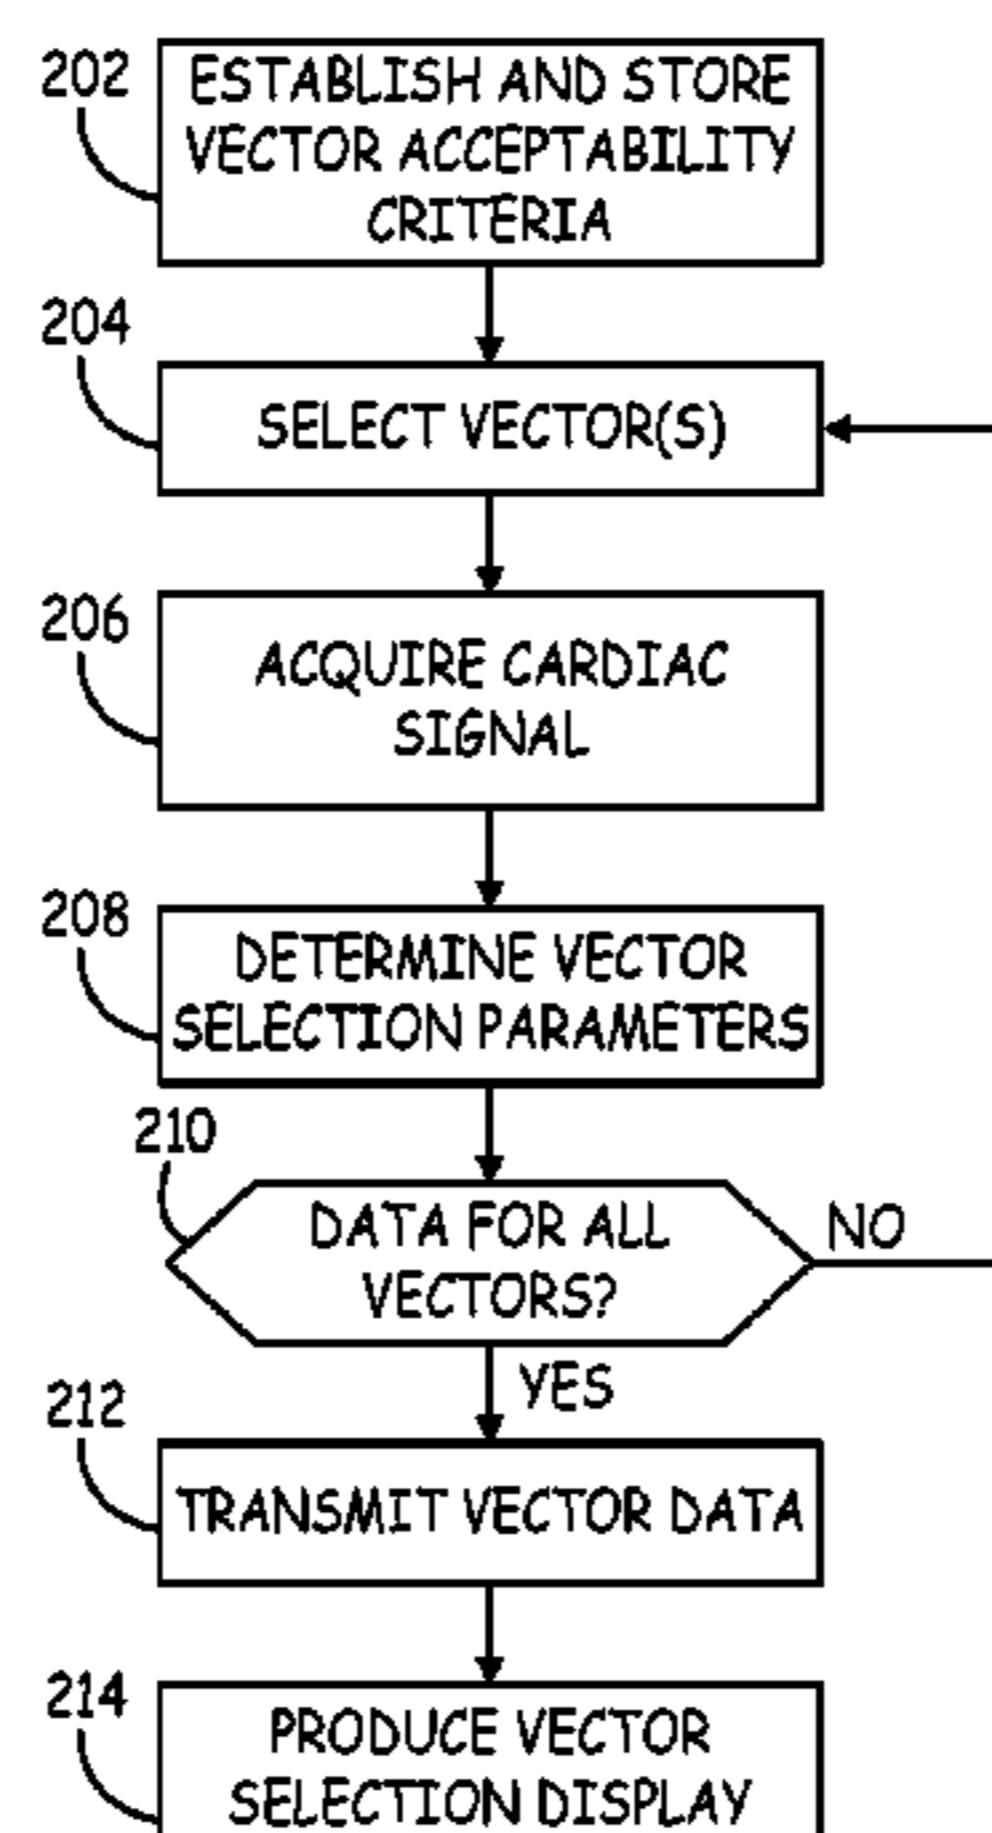 202
ESTABLISH AND STORE
VECTOR ACCEPTABILITY
CRITERIA
204
SELECT VECTOR(S)
206
ACQUIRE CARDIAC
SIGNAL
208
DETERMINE VECTOR
SELECTION PARAMETERS
210
DATA FOR ALL
VECTORS?
NO
YES
212
TRANSMIT VECTOR DATA
214
PRODUCE VECTOR
SELECTION DISPLAY